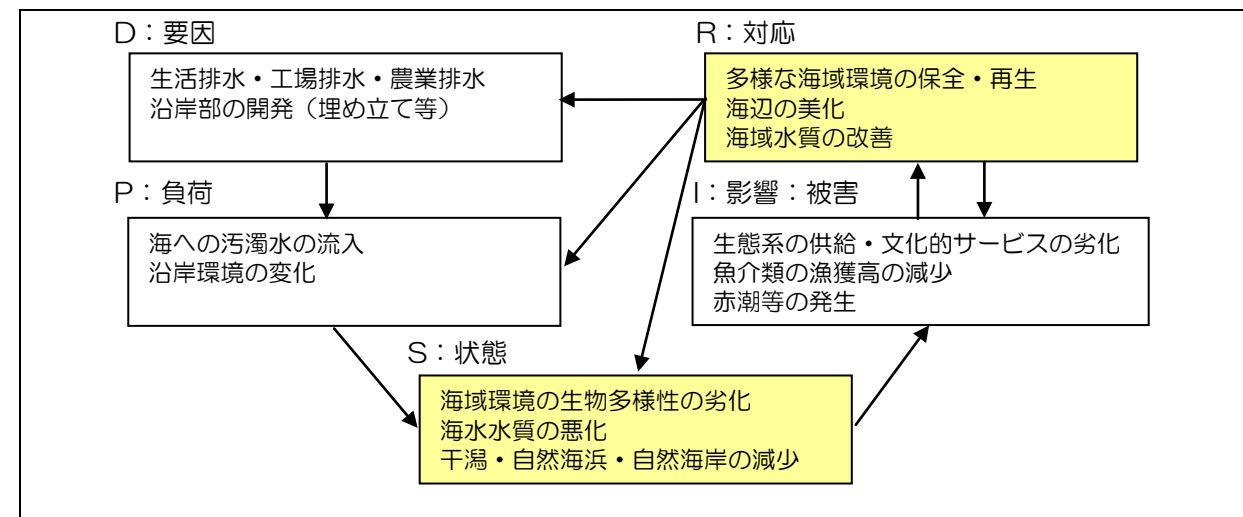 D：要因
生活排水・工場排水・農業排水
沿岸部の開発（埋め立て等）
R：対応
多様な海域環境の保全・再生
海辺の美化
海域水質の改善
P：負荷
海への汚濁水の流入
沿岸環境の変化
I：影響：被害
生態系の供給・文化的サービスの劣化
魚介類の漁獲高の減少
赤潮等の発生
S：状態
海域環境の生物多様性の劣化
海水水質の悪化
干潟・自然海浜・自然海岸の減少